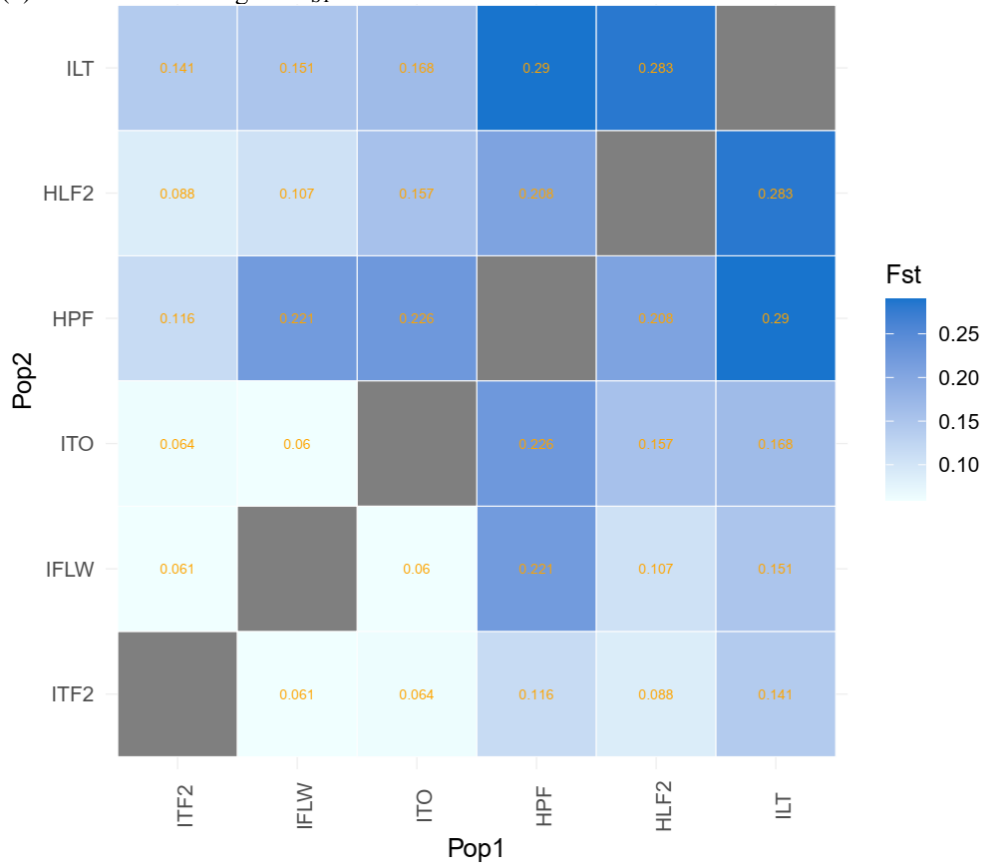 ILT 0.141 0.151 0.168 0.29 0.283
HLF2 0.088 0.107 0.157 0.283
HPF 0.116 0.221 0.226 0.29
ITO 0.064 0.06 0.226 0.157 0.168
IFLW 0.061 0.06 0.221 0.107 0.151
ITF2 0.061 0.064 0.116 0.088 0.141
Pop2
ITF2 IFLW ITO HPF HLF2 ILT
Pop1
Fst
0.25
0.20
0.15
0.10